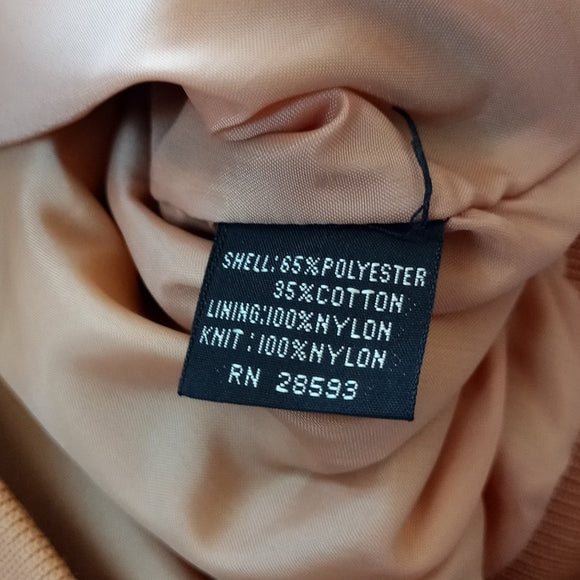 SHELL: 65% POLYESTER
35% COTTON
LINING: 100% NYLON
KNIT : 100% NYLON
RN 28593